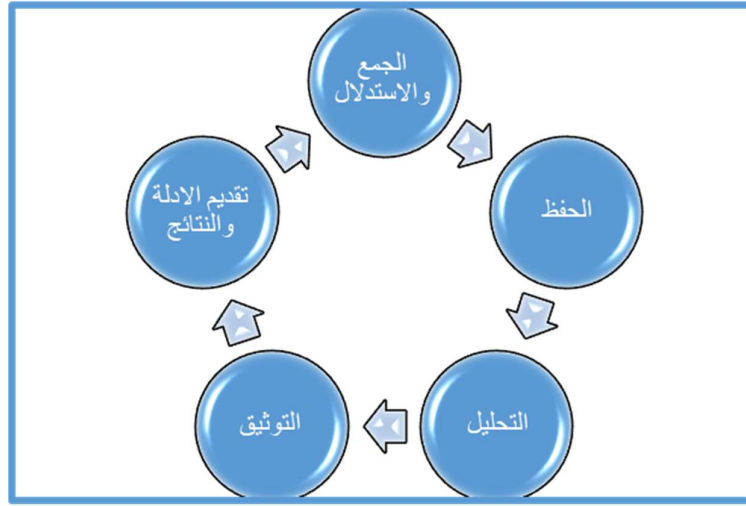 الجمع
والاستدلال
الحفظ
التحليل
التوثيق
تقديم الادلة
والنتائج